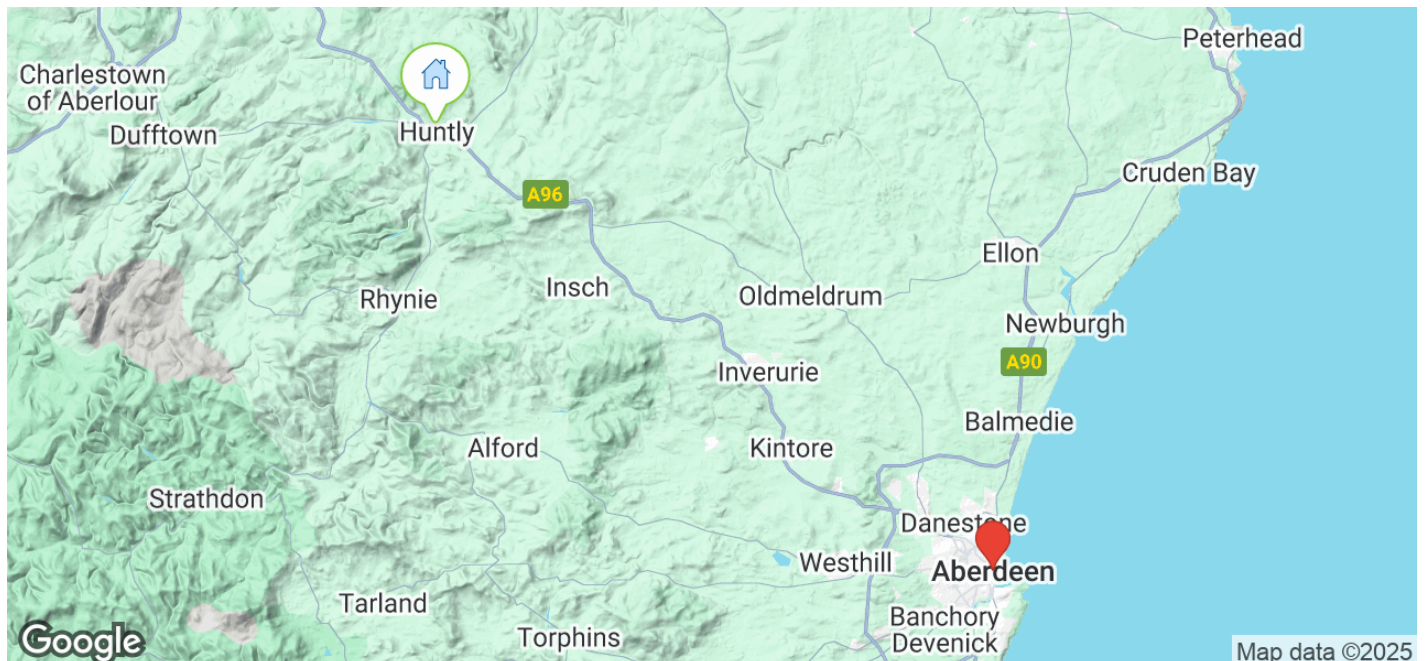 Peterhead
Charlestown
of Aberlour
Dufftown
Huntly
Cruden Bay
A96
Ellon
Insch
Rhynie
Oldmeldrum
Newburgh
A90
Inverurie
Balmedie
Alford
Kintore
Strathdon
Danestone
Westhill
Aberdeen
Tarland
Banchory
Devenick
Torphins
Google
Map data ©2025